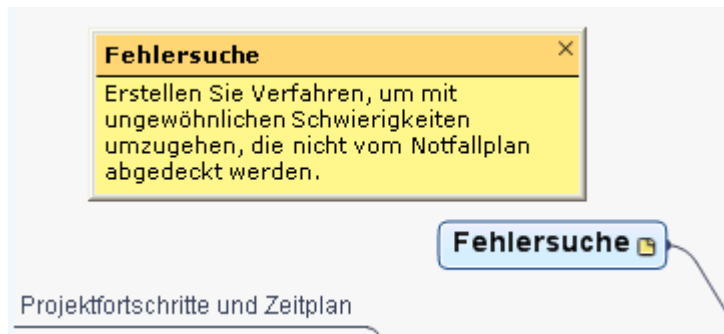 Fehlersuche
Erstellen Sie Verfahren, um mit
ungewöhnlichen Schwierigkeiten
umzugehen, die nicht vom Notfallplan
abgedeckt werden.
Fehlersuche
Projektfortschritte und Zeitplan